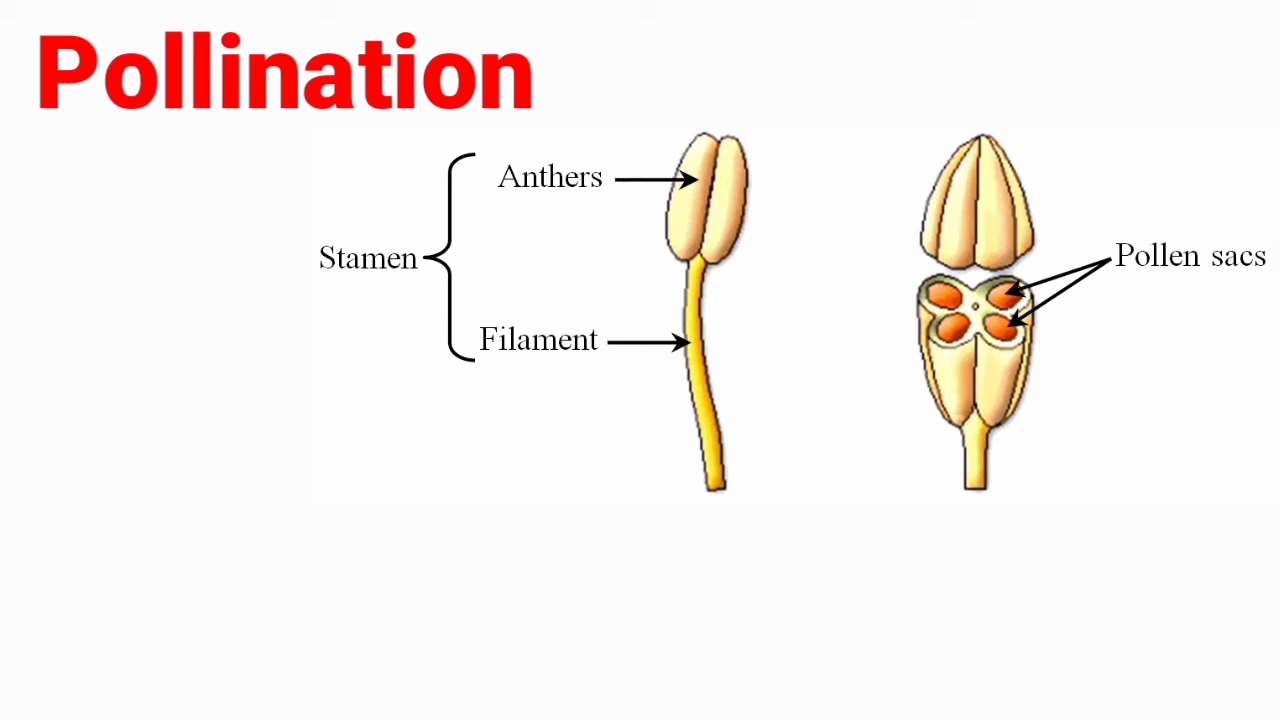 Pollination
Anthers
Stamen
Pollen sacs
Filament